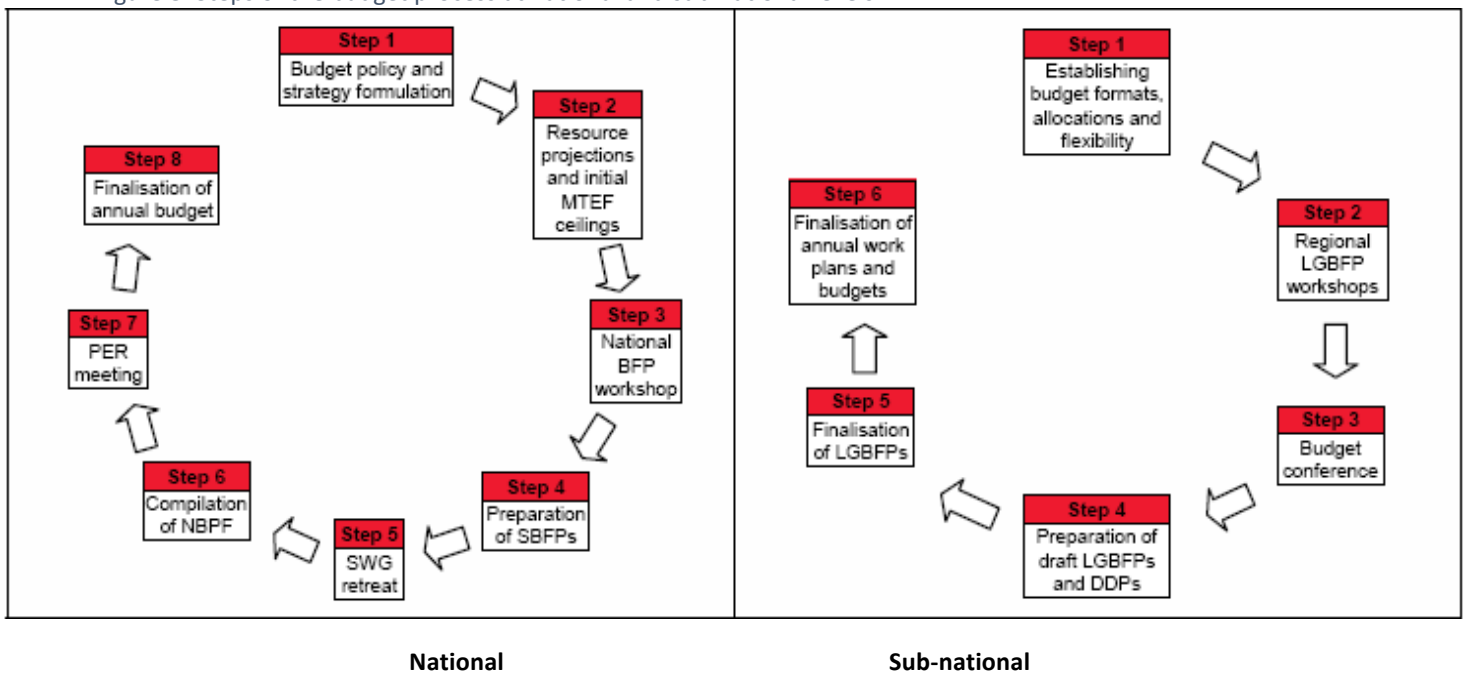 Step 1
Budget policy and
strategy formulation
Step 2
Resource
projections
and initial
MTEF
ceilings
Step 3
National
BFP
workshop
Step 4
Preparation
of SBFPs
Step 5
SWG
retreat
Step 6
Compilation
of NBPF
Step 7
PER
meeting
Step 8
Finalisation of
annual budget
Step 1
Establishing
budget formats,
allocations and
flexibility
Step 2
Regional
LGBFP
workshops
Step 3
Budget
conference
Step 4
Preparation of
draft LGBFPs
and DDPs
Step 5
Finalisation
of LGBFPs
Step 6
Finalisation of
annual work
plans and
budgets
National
Sub-national